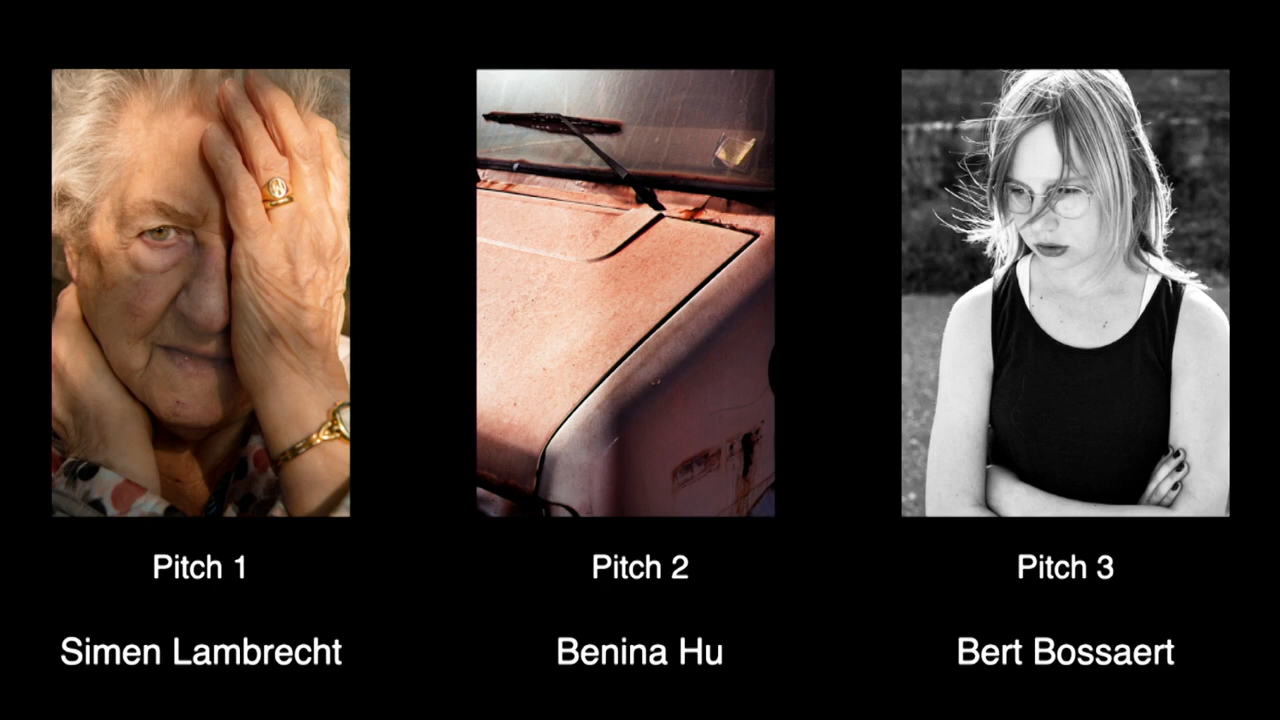 Pitch 1
Pitch 2
Pitch 3
Simen Lambrecht
Benina Hu
Bert Bossaert